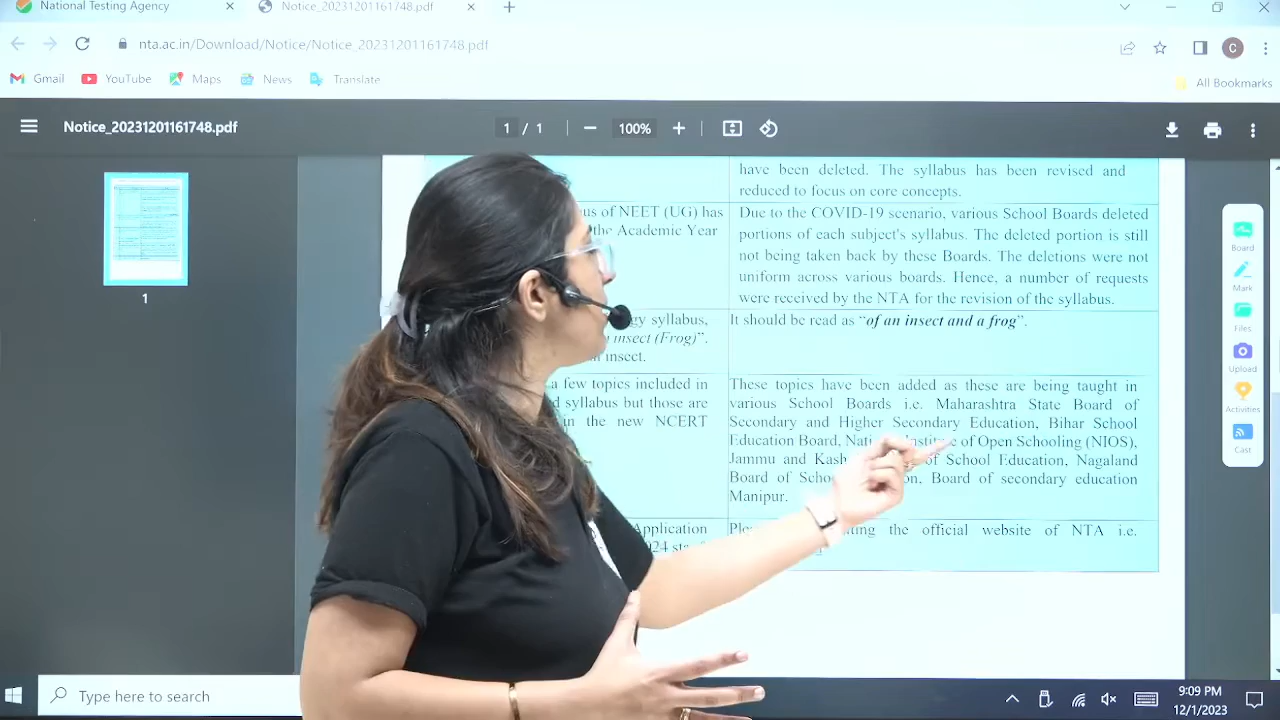 National Testing Agency
Notice_20231201161748.pdf
nta.ac.in/Download/Notice/Notice_20231201161748.pdf
C
Gmail
YouTube
Maps
News
Translate
All Bookmarks
Notice_20231201161748.pdf
1 / 1
100%
1
have been deleted. The syllabus has been revised and
reduced to focus on core concepts.
of NEET (UG) has
Academic Year
Due to the COVID-19 scenario, various School Boards deleted
portions of each subject's syllabus. The deleted portion is still
not being taken back by these Boards. The deletions were not
uniform across various boards. Hence, a number of requests
were received by the NTA for the revision of the syllabus.
syllabus,
insect (Frog)”.
insect.
It should be read as “of an insect and a frog”.
a few topics included in
syllabus but those are
in the new NCERT
These topics have been added as these are being taught in
various School Boards i.e. Maharashtra State Board of
Secondary and Higher Secondary Education, Bihar School
Education Board, of Open Schooling (NIOS),
Jammu and of School Education, Nagaland
Board of Board of secondary education
Manipur.
Application
the official website of NTA i.e.
Board
Mark
Files
Upload
Activities
Cast
Type here to search
9:09 PM
12/1/2023